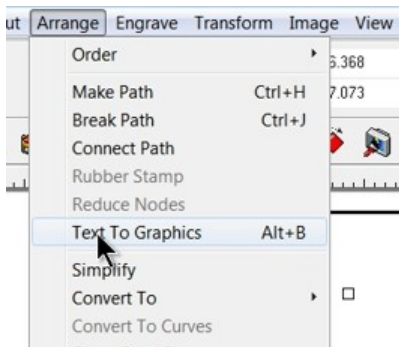 ut Arrange Engrave Transform Image View
Order
6.368
Make Path Ctrl+H
7.073
Break Path Ctrl+J
Connect Path
Rubber Stamp
Reduce Nodes
Text To Graphics Alt+B
Simplify
Convert To
Convert To Curves